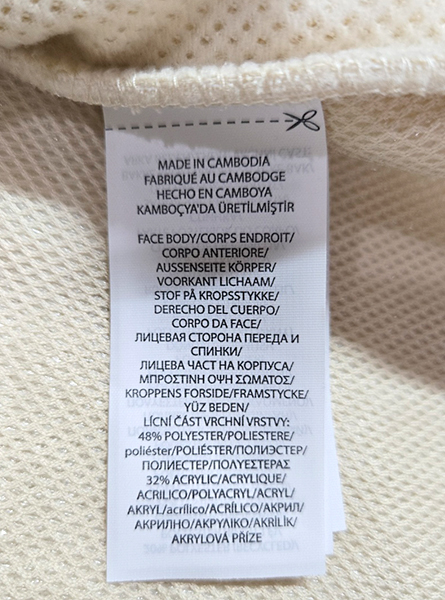 MADE IN CAMBODIA
FABRIQUÉ AU CAMBODGE
HECHO EN CAMBOYA
KAMBOÇYA'DA ÜRETİLMİŞTİR
FACE BODY/CORPS ENDROIT/
CORPO ANTERIORE/
AUSSENSEITE KÖRPER/
VOORKANT LICHAAM/
STOF PÅ KROPSSTYKKE/
DERECHO DEL CUERPO/
CORPO DA FACE/
ЛИЦЕВАЯ СТОРОНА ПЕРЕДА И
СПИНКИ/
ЛИЦЕВА ЧАСТ НА КОРПУСА/
ΜΠΡΟΣΤΙΝΗ ΟΨΗ ΣΩΜΑΤΟΣ/
KROPPENS FORSIDE/FRAMSTYCKE/
YÜZ BEDEN/
LÍCNÍ ČÁST VRCHNÍ VRSTVY:
48% POLYESTER/POLIESTERE/
poliéster/POLIÉSTER/ПОЛИЭСТЕР/
ПОЛИЕСТЕР/ΠΟΛΥΕΣΤΕΡΑΣ
32% ACRYLIC/ACRYLIQUE/
ACRILICO/POLYACRYL/ACRYL/
AKRYL/acrílico/ACRÍLICO/АКРИЛ/
АКРИЛНО/ΑΚΡΥΛΙΚΟ/AKRİLİK/
AKRYLOVÁ PŘÍZE